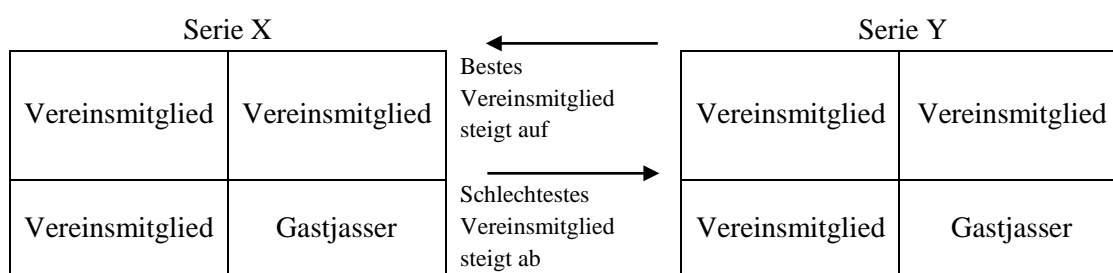 Serie X
Serie Y
Vereinsmitglied Vereinsmitglied
Bestes
Vereinsmitglied
steigt auf
Vereinsmitglied Vereinsmitglied
Vereinsmitglied Gastjasser
Schlechtestes
Vereinsmitglied
steigt ab
Vereinsmitglied Gastjasser